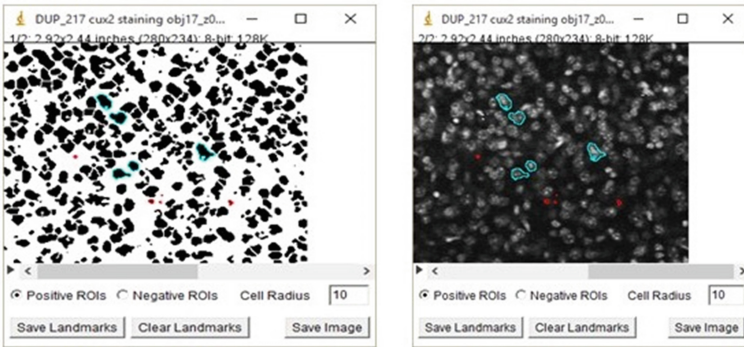 DUP_217 cux2 staining obj17_z0...
1/2; 2.92x2.44 inches (280x234); 8-bit; 128K
Positive ROIs Negative ROIs Cell Radius 10
Save Landmarks Clear Landmarks Save Image
DUP_217 cux2 staining obj17_z0...
2/2; 2.92x2.44 inches (280x234); 8-bit; 128K
Positive ROIs Negative ROIs Cell Radius 10
Save Landmarks Clear Landmarks Save Image